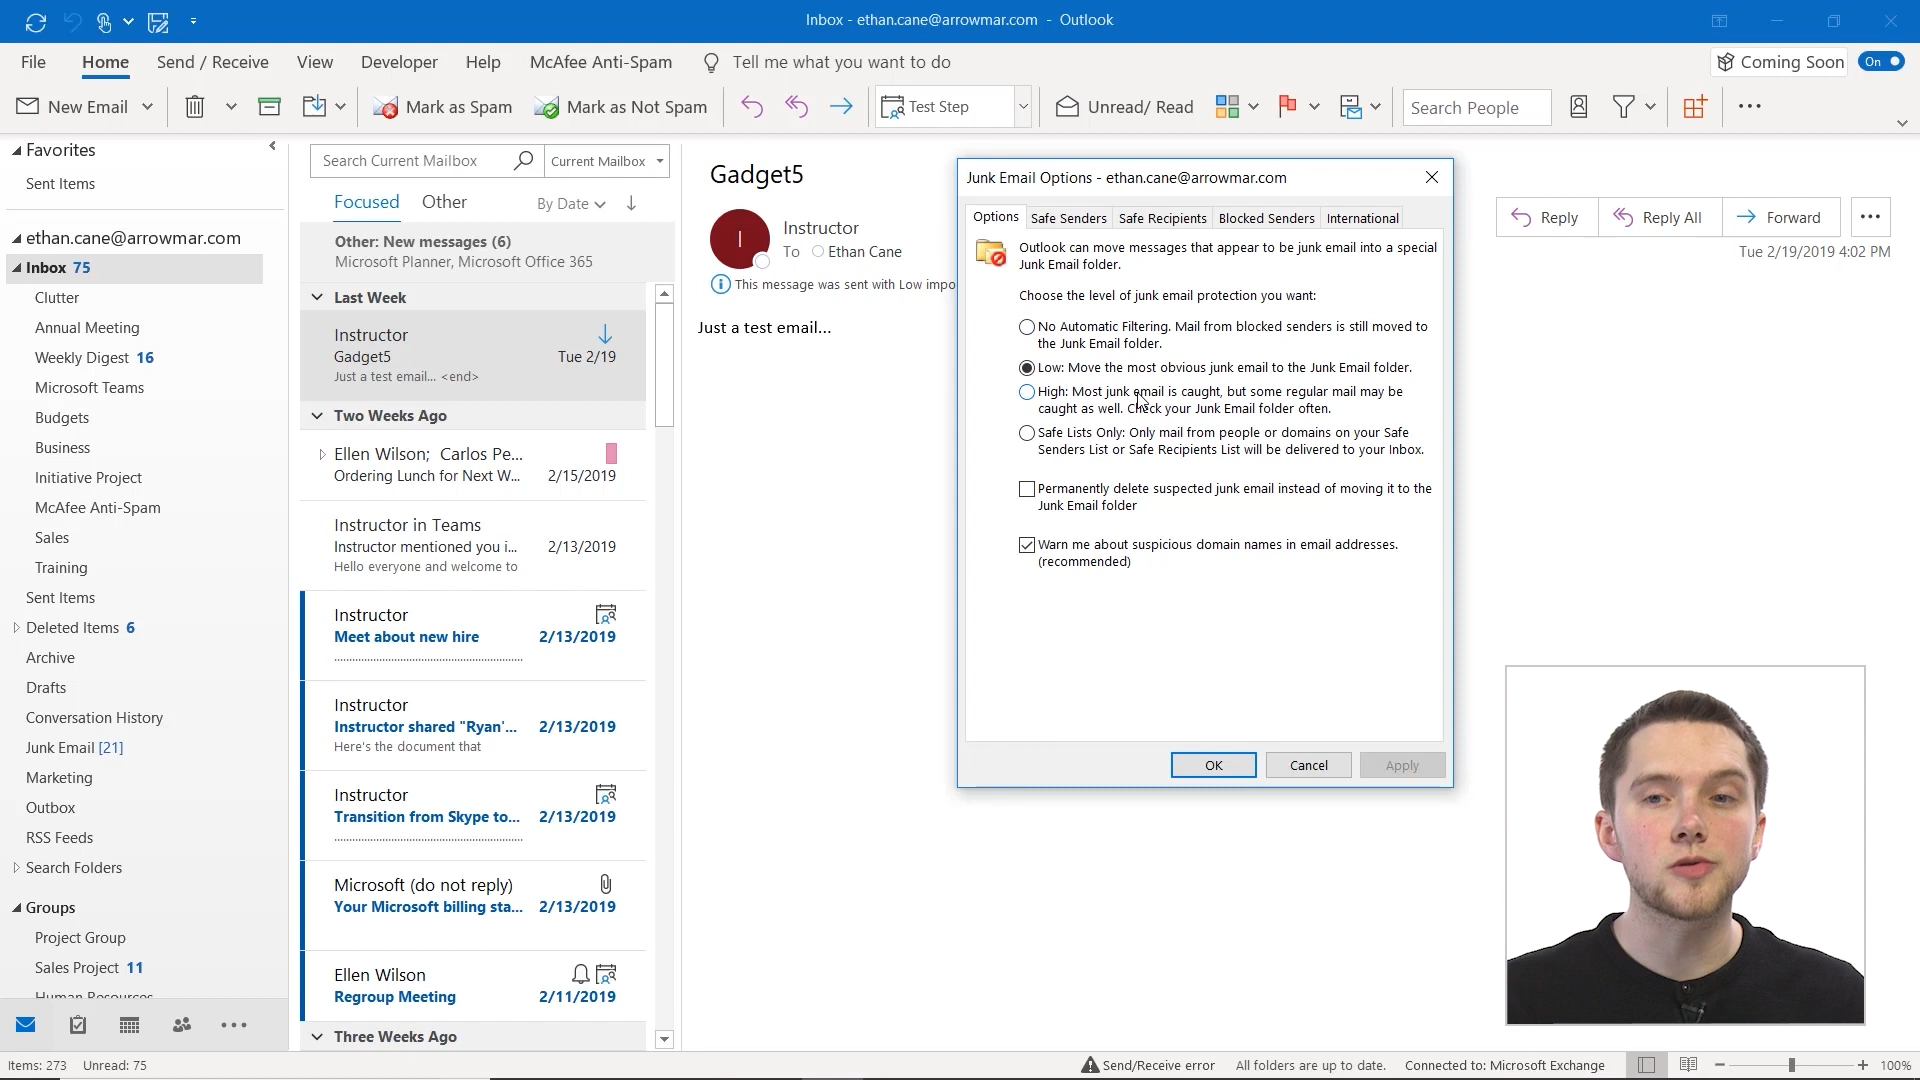 Inbox - ethan.cane@arrowmar.com - Outlook
File Home Send / Receive View Developer Help McAfee Anti-Spam Tell me what you want to do Coming Soon On
New Email Mark as Spam Mark as Not Spam Test Step Unread/ Read Search People
Favorites
Sent Items
ethan.cane@arrowmar.com
Inbox 75
Clutter
Annual Meeting
Weekly Digest 16
Microsoft Teams
Budgets
Business
Initiative Project
McAfee Anti-Spam
Sales
Training
Sent Items
Deleted Items 6
Archive
Drafts
Conversation History
Junk Email [21]
Marketing
Outbox
RSS Feeds
Search Folders
Groups
Project Group
Sales Project 11
Human Resources
Search Current Mailbox Current Mailbox
Focused Other By Date
Other: New messages (6)
Microsoft Planner, Microsoft Office 365
Last Week
Instructor
Gadget5 Tue 2/19
Just a test email... <end>
Two Weeks Ago
Ellen Wilson; Carlos Pe...
Ordering Lunch for Next W... 2/15/2019
Instructor in Teams
Instructor mentioned you i... 2/13/2019
Hello everyone and welcome to
Instructor
Meet about new hire 2/13/2019
Instructor
Instructor shared "Ryan'... 2/13/2019
Here's the document that
Instructor
Transition from Skype to... 2/13/2019
Microsoft (do not reply)
Your Microsoft billing sta... 2/13/2019
Ellen Wilson
Regroup Meeting 2/11/2019
Three Weeks Ago
Gadget5
I
Instructor
To Ethan Cane
This message was sent with Low impo
Just a test email...
Reply Reply All Forward
Tue 2/19/2019 4:02 PM
Junk Email Options - ethan.cane@arrowmar.com
Options Safe Senders Safe Recipients Blocked Senders International
Outlook can move messages that appear to be junk email into a special
Junk Email folder.
Choose the level of junk email protection you want:
No Automatic Filtering. Mail from blocked senders is still moved to
the Junk Email folder.
Low: Move the most obvious junk email to the Junk Email folder.
High: Most junk email is caught, but some regular mail may be
caught as well. Check your Junk Email folder often.
Safe Lists Only: Only mail from people or domains on your Safe
Senders List or Safe Recipients List will be delivered to your Inbox.
Permanently delete suspected junk email instead of moving it to the
Junk Email folder
Warn me about suspicious domain names in email addresses.
(recommended)
OK Cancel Apply
Items: 273 Unread: 75 Send/Receive error All folders are up to date. Connected to: Microsoft Exchange 100%